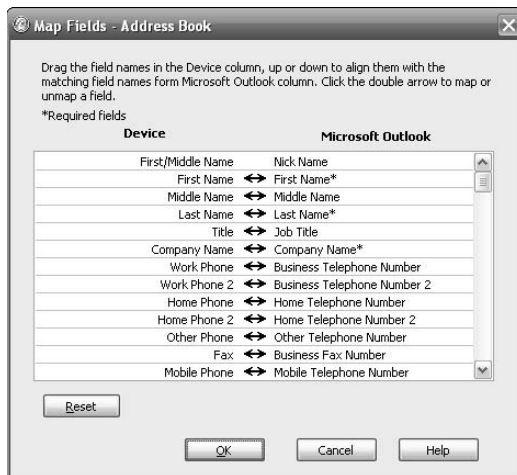 Map Fields - Address Book
Drag the field names in the Device column, up or down to align them with the
matching field names form Microsoft Outlook column. Click the double arrow to map or
unmap a field.
*Required fields
Device Microsoft Outlook
First/Middle Name Nick Name
First Name ↔ First Name*
Middle Name ↔ Middle Name
Last Name ↔ Last Name*
Title ↔ Job Title
Company Name ↔ Company Name*
Work Phone ↔ Business Telephone Number
Work Phone 2 ↔ Business Telephone Number 2
Home Phone ↔ Home Telephone Number
Home Phone 2 ↔ Home Telephone Number 2
Other Phone ↔ Other Telephone Number
Fax ↔ Business Fax Number
Mobile Phone ↔ Mobile Telephone Number
Reset
OK Cancel Help